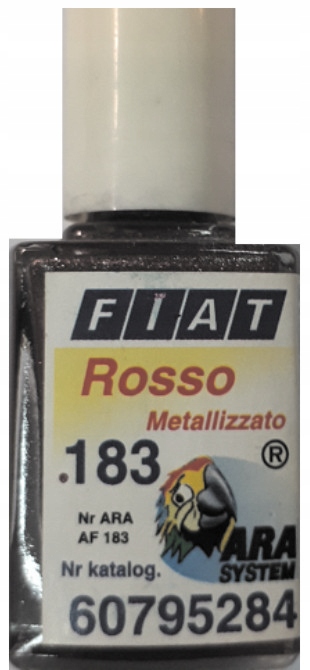 FIAT
Rosso
Metallizzato
.183
®
Nr ARA
AF 183
ARA
SYSTEM
Nr katalog.
60795284